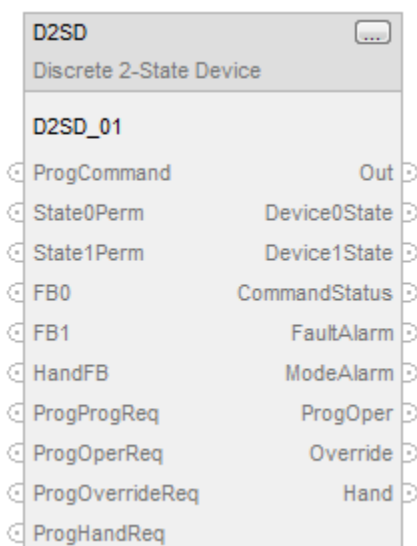 D2SD ...
Discrete 2-State Device
D2SD_01
ProgCommand Out
State0Perm Device0State
State1Perm Device1State
FB0 CommandStatus
FB1 FaultAlarm
HandFB ModeAlarm
ProgProgReq ProgOper
ProgOperReq Override
ProgOverrideReq Hand
ProgHandReq